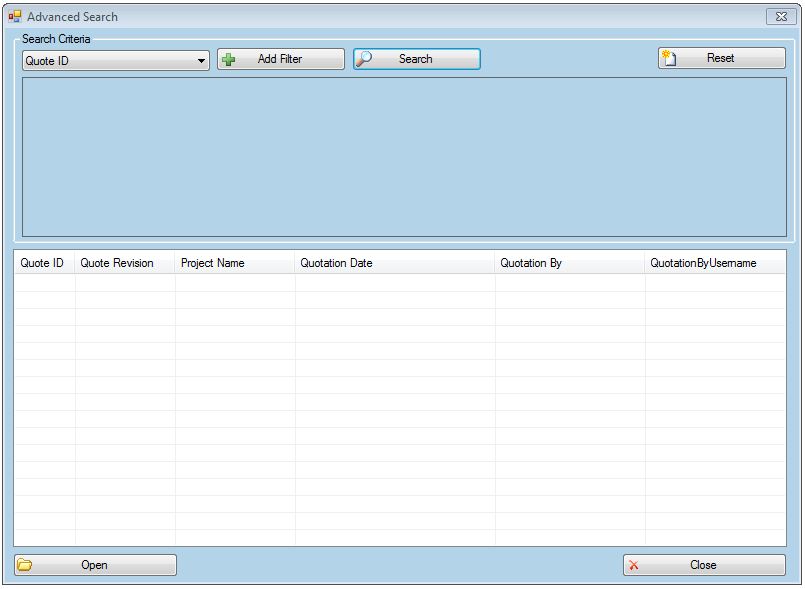 Advanced Search
Search Criteria
Quote ID
Add Filter
Search
Reset
Quote ID Quote Revision Project Name Quotation Date Quotation By QuotationByUsername
Open
Close